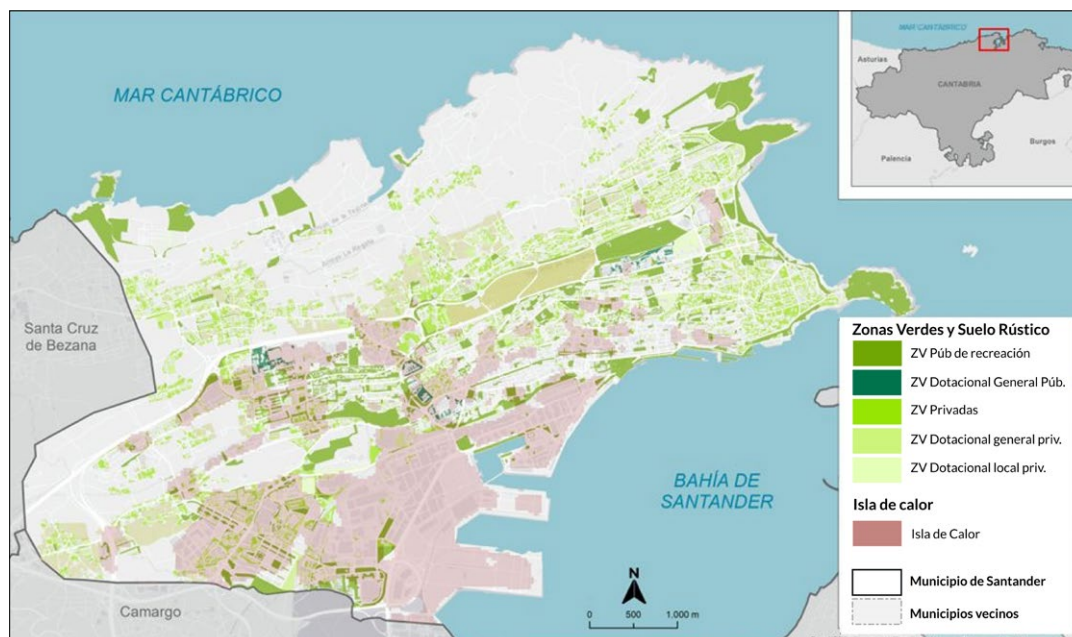 MAR CANTÁBRICO
Asturias
CANTABRIA
Palencia
Burgos
MAR CANTÁBRICO
Santa Cruz
de Bezana
Camargo
BAHÍA DE
SANTANDER
N
0 500 1.000 m
Zonas Verdes y Suelo Rústico
ZV Púb de recreación
ZV Dotacional General Púb.
ZV Privadas
ZV Dotacional general priv.
ZV Dotacional local priv.
Isla de calor
Isla de Calor
Municipio de Santander
Municipios vecinos